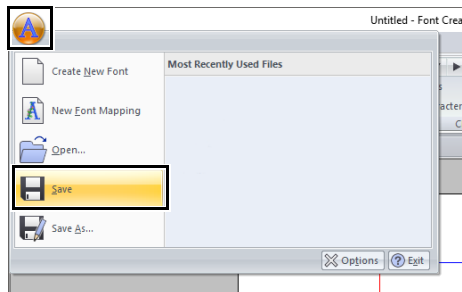 A
Untitled - Font Crea
Create New Font
Most Recently Used Files
New Font Mapping
A
Open...
Save
Save As...
Options
Exit
s
acter
C